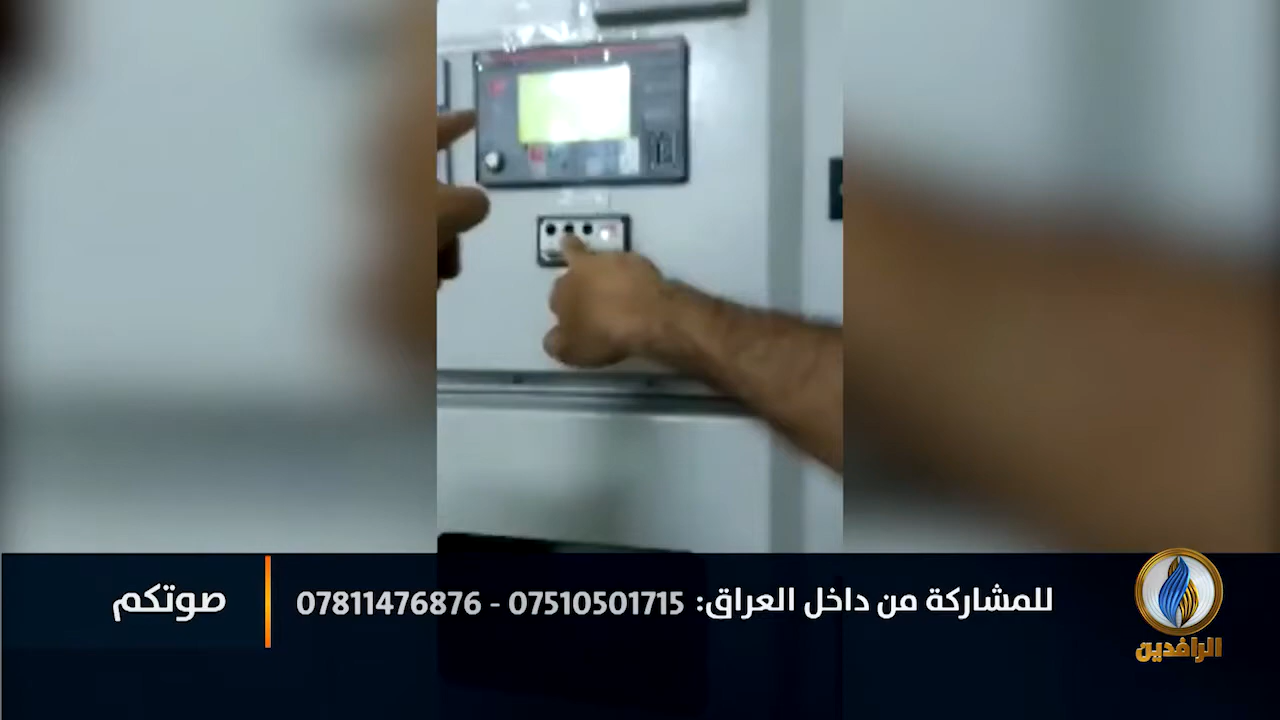 للمشاركة من داخل العراق: 07510501715 - 07811476876
صوتكم
الرافدين